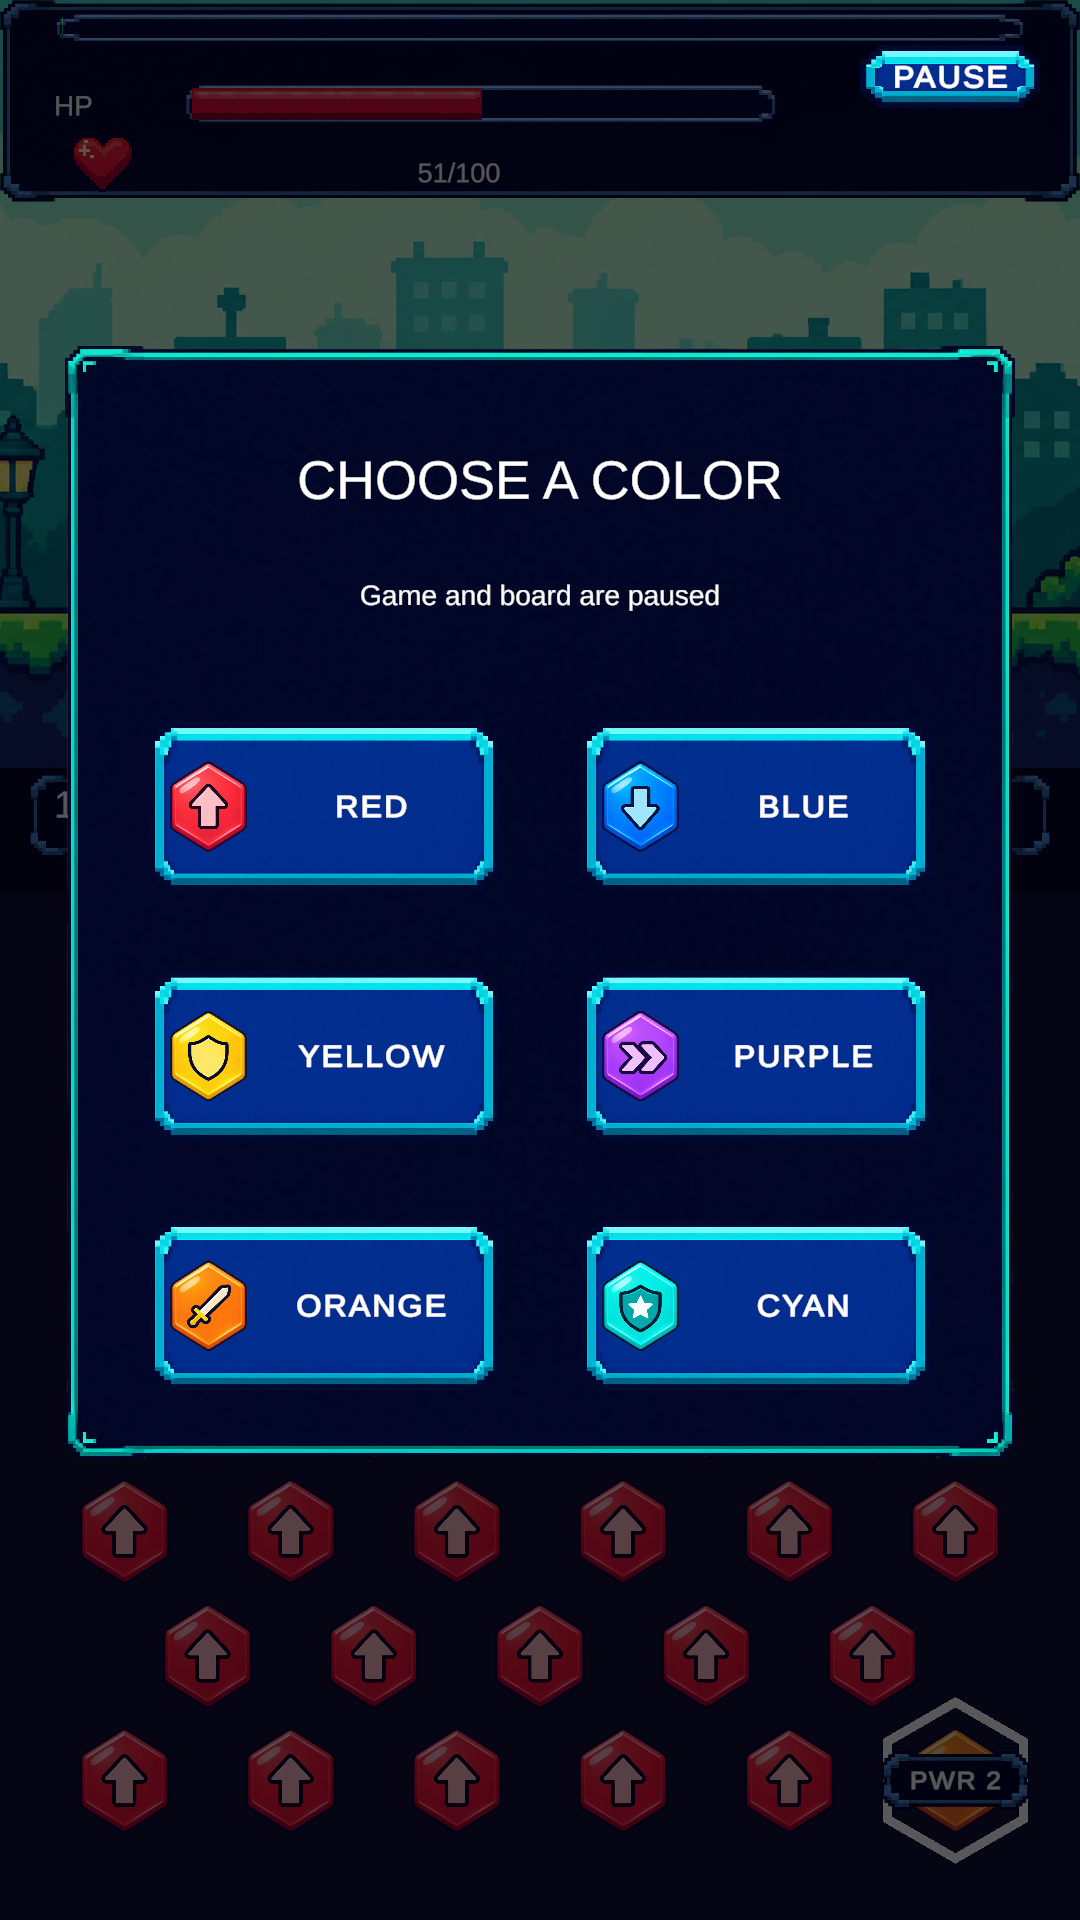 PAUSE
HP
51/100
CHOOSE A COLOR
Game and board are paused
1
RED
BLUE
YELLOW
PURPLE
ORANGE
CYAN
PWR 2